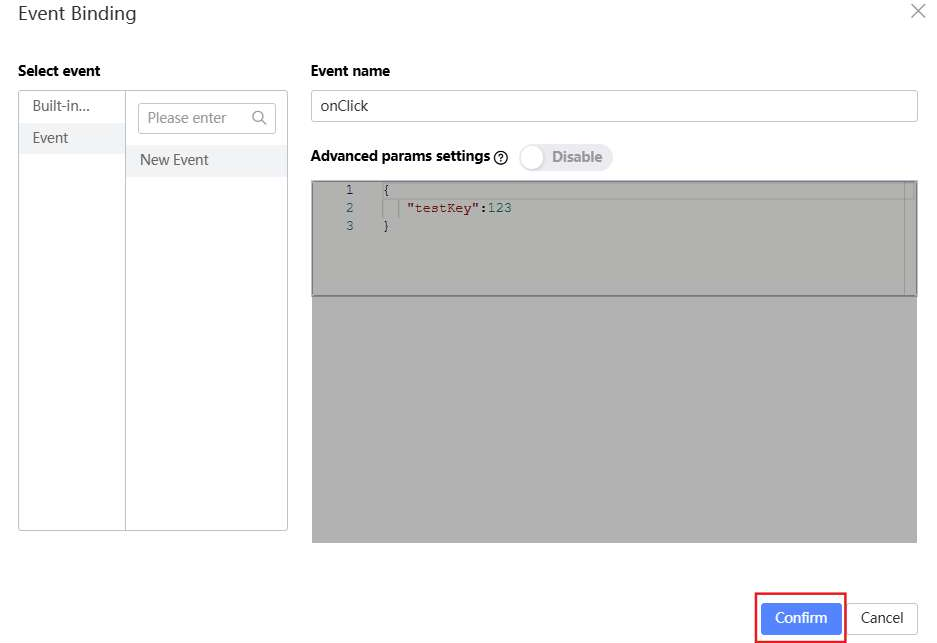 Event Binding
Select event
Built-in...
Event
Please enter
New Event
Event name
onClick
Advanced params settings ? Disable
1 {
2 "testKey":123
3 }
Confirm Cancel